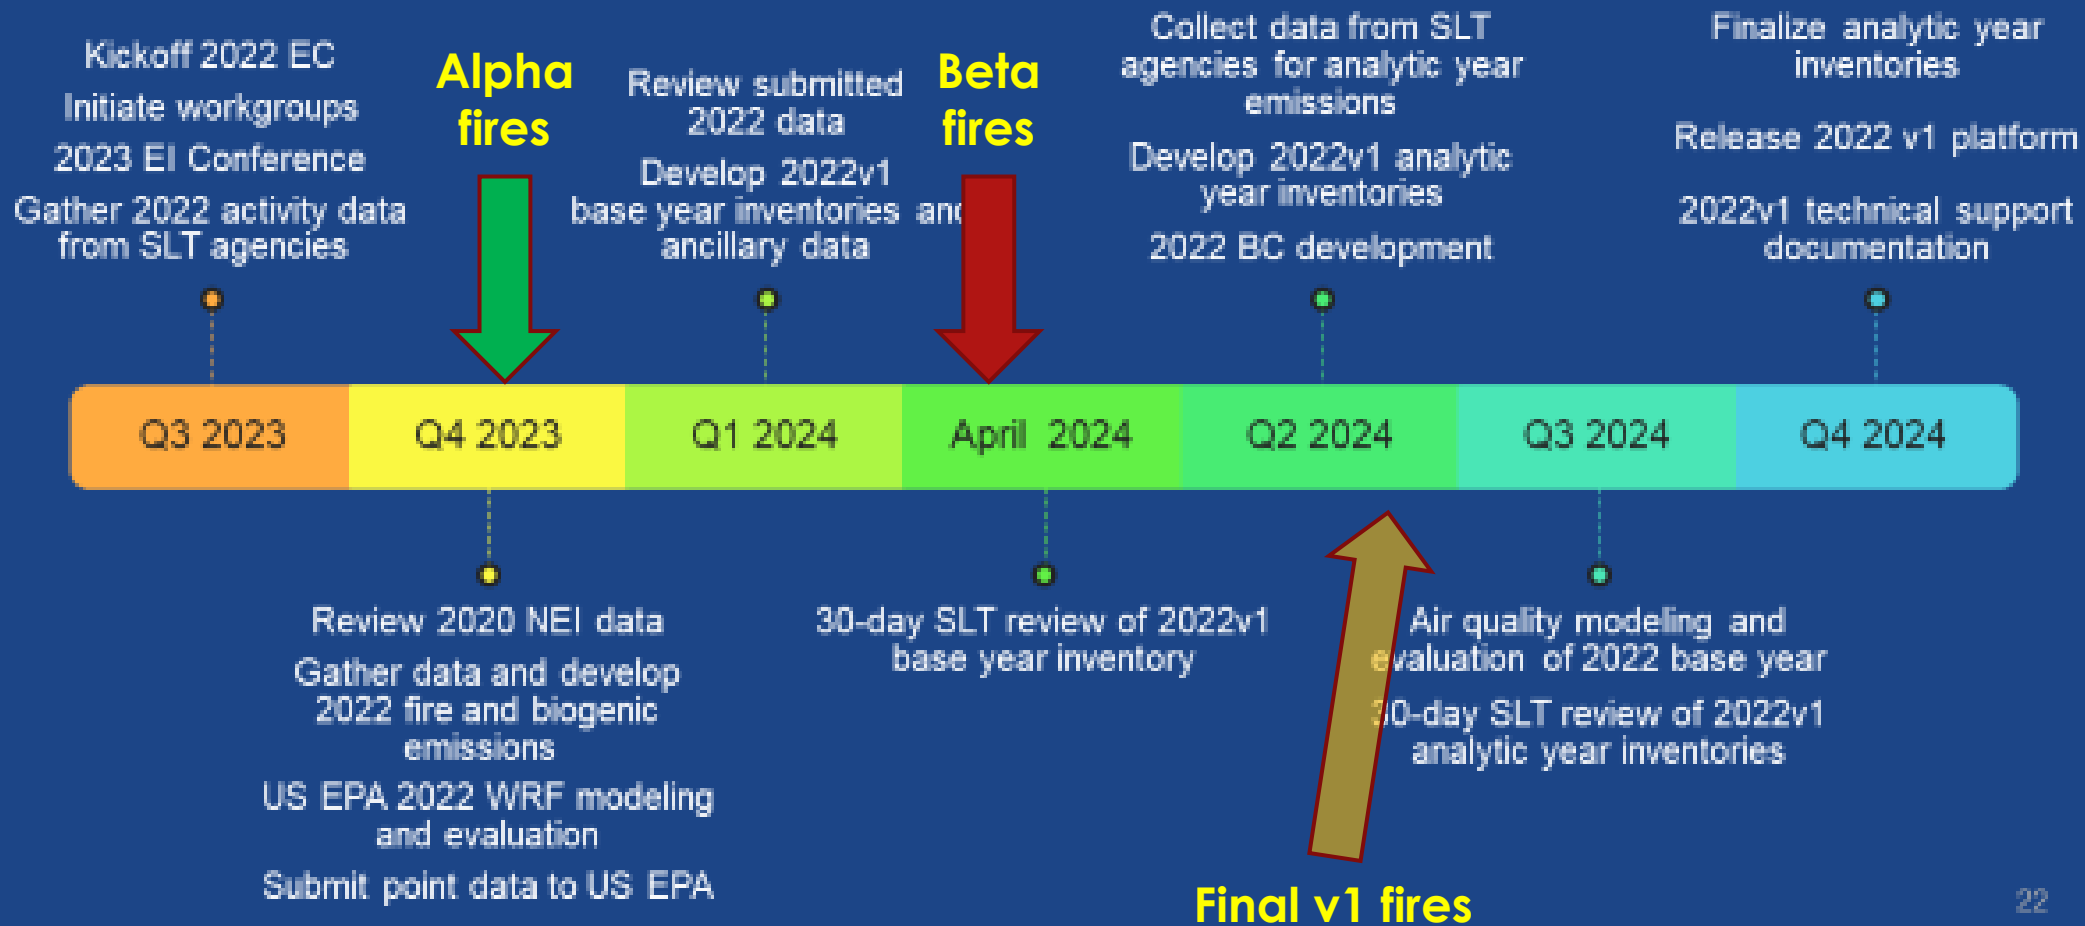 Kickoff 2022 EC
Initiate workgroups
2023 EI Conference
Gather 2022 activity data
from SLT agencies
Alpha
fires
Review submitted
2022 data
Develop 2022v1
base year inventories and
ancillary data
Beta
fires
Collect data from SLT
agencies for analytic year
emissions
Develop 2022v1 analytic
year inventories
2022 BC development
Finalize analytic year
inventories
Release 2022 v1 platform
2022v1 technical support
documentation
Q3 2023
Q4 2023
Q1 2024
April 2024
Q2 2024
Q3 2024
Q4 2024
Review 2020 NEI data
Gather data and develop
2022 fire and biogenic
emissions
US EPA 2022 WRF modeling
and evaluation
Submit point data to US EPA
30-day SLT review of 2022v1
base year inventory
Air quality modeling and
evaluation of 2022 base year
30-day SLT review of 2022v1
analytic year inventories
Final v1 fires
22